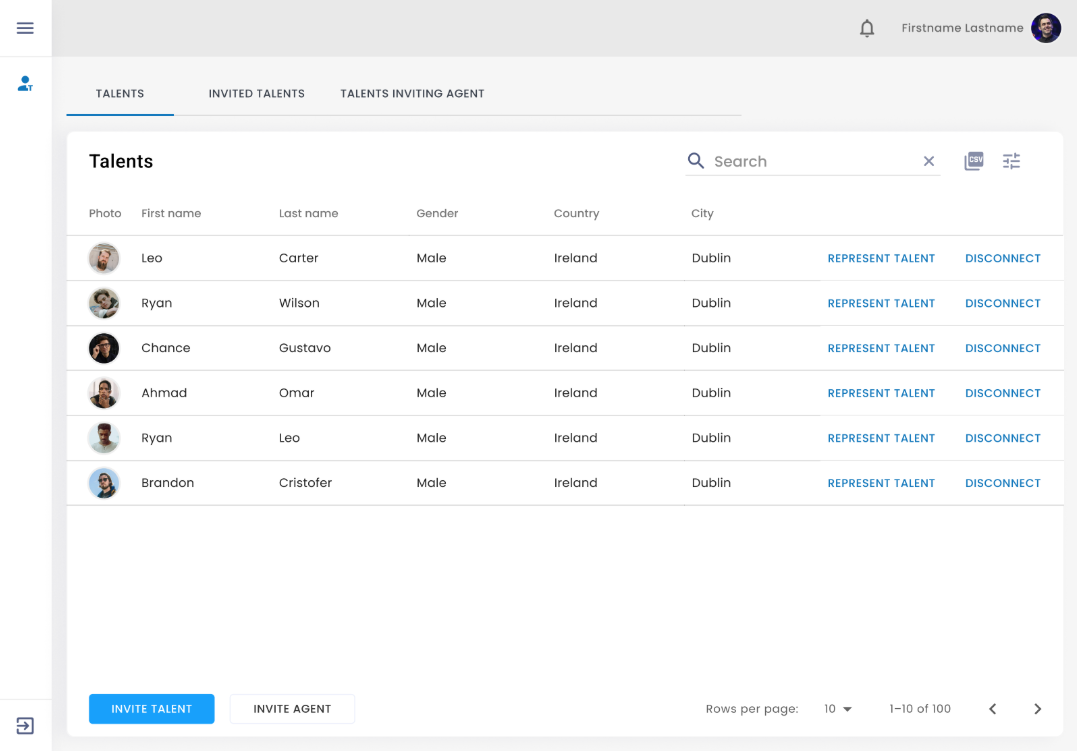 Firstname Lastname
TALENTS INVITED TALENTS TALENTS INVITING AGENT
Talents Search CSV
Photo First name Last name Gender Country City
Leo Carter Male Ireland Dublin REPRESENT TALENT DISCONNECT
Ryan Wilson Male Ireland Dublin REPRESENT TALENT DISCONNECT
Chance Gustavo Male Ireland Dublin REPRESENT TALENT DISCONNECT
Ahmad Omar Male Ireland Dublin REPRESENT TALENT DISCONNECT
Ryan Leo Male Ireland Dublin REPRESENT TALENT DISCONNECT
Brandon Cristofer Male Ireland Dublin REPRESENT TALENT DISCONNECT
INVITE TALENT INVITE AGENT Rows per page: 10 1–10 of 100